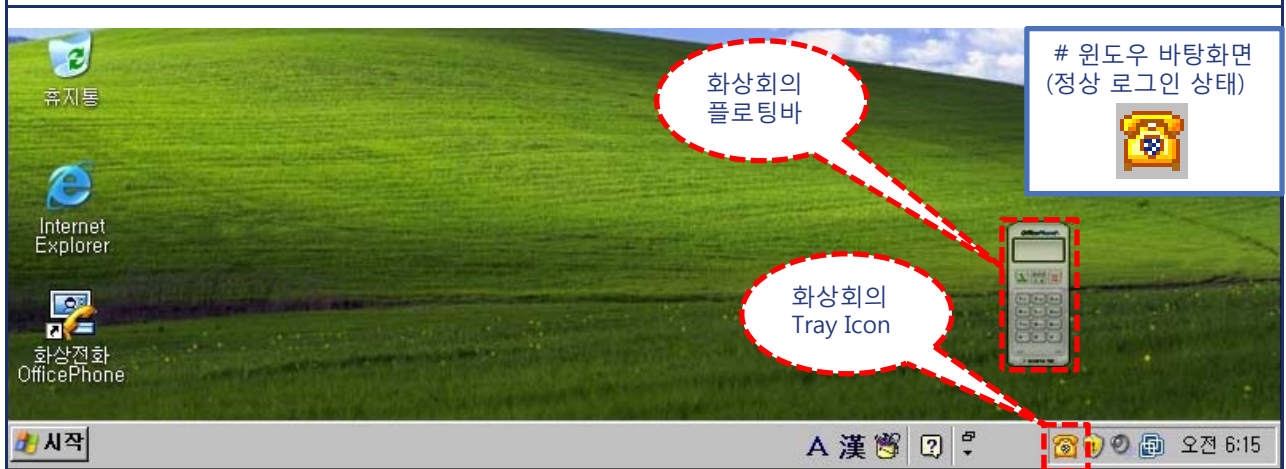 휴지통
Internet
Explorer
화상전화
OfficePhone
화상회의
플로팅바
화상회의
Tray Icon
# 윈도우 바탕화면
(정상 로그인 상태)
OfficePhone
시작
A 漢
오전 6:15